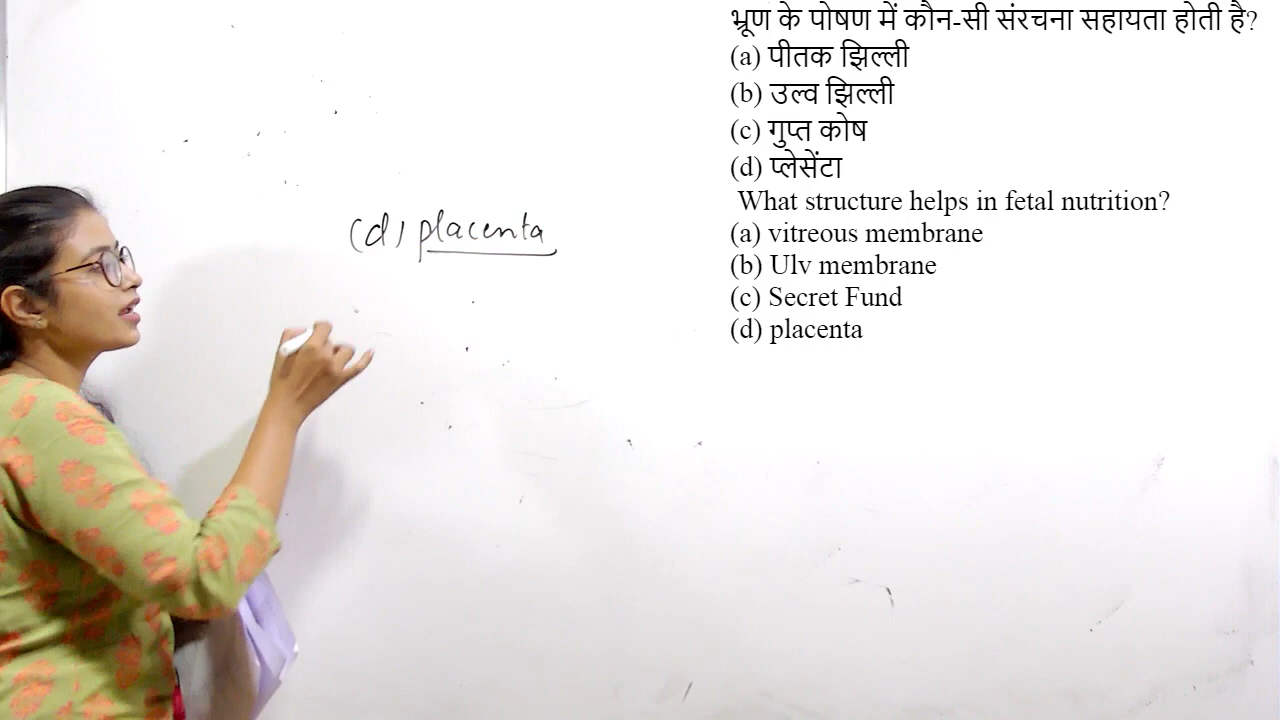 भ्रूण के पोषण में कौन-सी संरचना सहायता होती है?
(a) पीतक झिल्ली
(b) उल्व झिल्ली
(c) गुप्त कोष
(d) प्लेसेंटा
What structure helps in fetal nutrition?
(a) vitreous membrane
(b) Ulv membrane
(c) Secret Fund
(d) placenta
(d) placenta